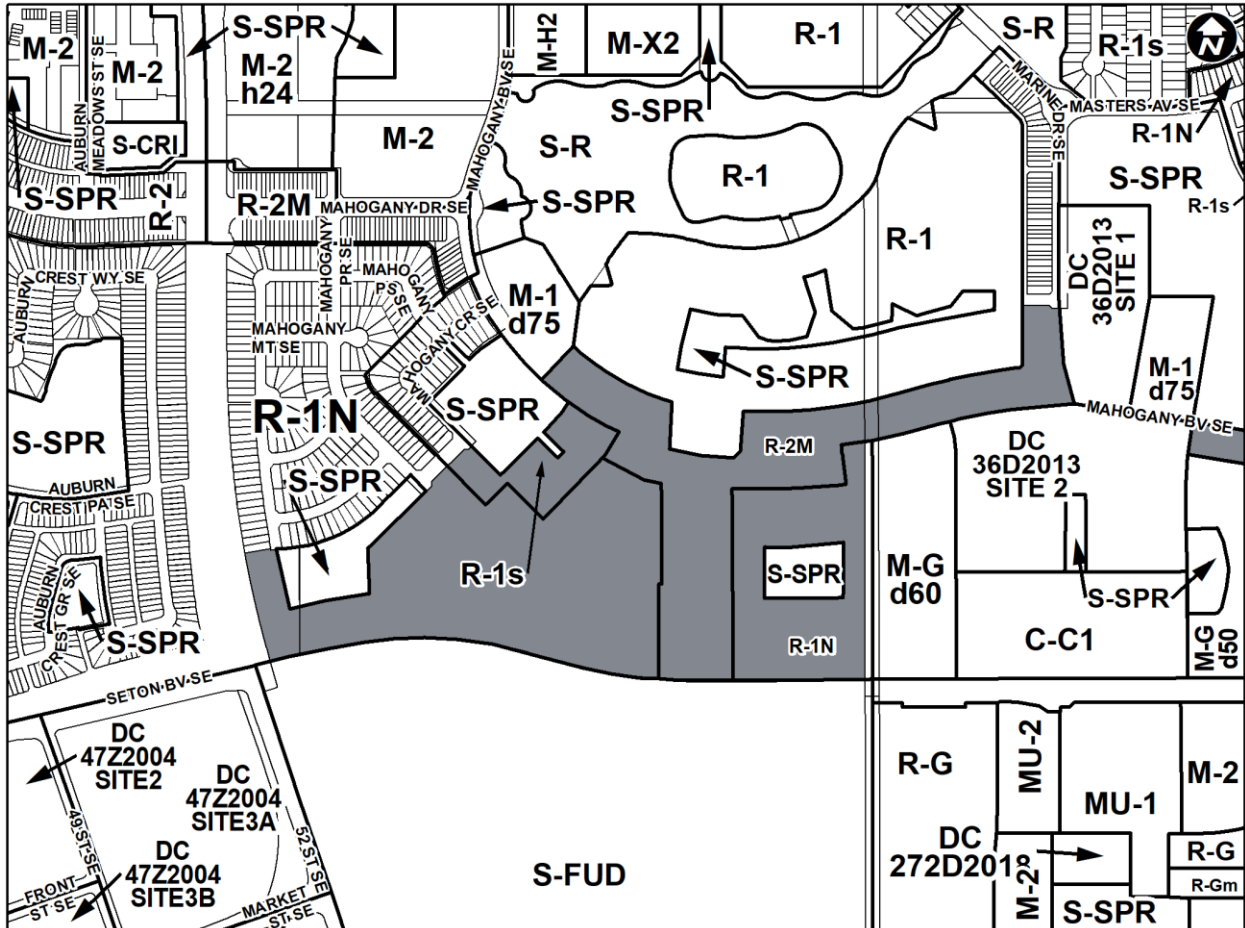 M-2
S-SPR
M-2
M-2
h24
M-H2
M-X2
R-1
S-R
R-1s
N
AUBURN
MEADOWS ST SE
S-CRI
M-2
MAHOGANY BV SE
S-SPR
S-R
MARINE DR SE
MASTERS AV SE
R-1N
S-SPR
R-1s
S-SPR
R-2
R-2M
MAHOGANY DR SE
S-SPR
R-1
R-1
AUBURN
CREST WY SE
MAHOGANY
PR SE
MAHOGANY
PS SE
MAHOGANY
MT SE
MAHOGANY CR SE
MAHOGANY
M-1
d75
DC
36D2013
SITE 1
S-SPR
M-1
d75
MAHOGANY BV SE
S-SPR
R-1N
S-SPR
R-2M
DC
36D2013
SITE 2
AUBURN
CREST PA SE
S-SPR
R-1s
S-SPR
M-G
d60
S-SPR
AUBURN
CREST GR SE
S-SPR
R-1N
C-C1
M-G
d50
SETON BV SE
DC
47Z2004
SITE2
DC
47Z2004
SITE3A
49 ST SE
52 ST SE
DC
47Z2004
SITE3B
FRONT
ST SE
MARKET
ST SE
S-FUD
R-G
MU-2
MU-1
M-2
DC
272D2018
M-2
R-G
R-Gm
S-SPR